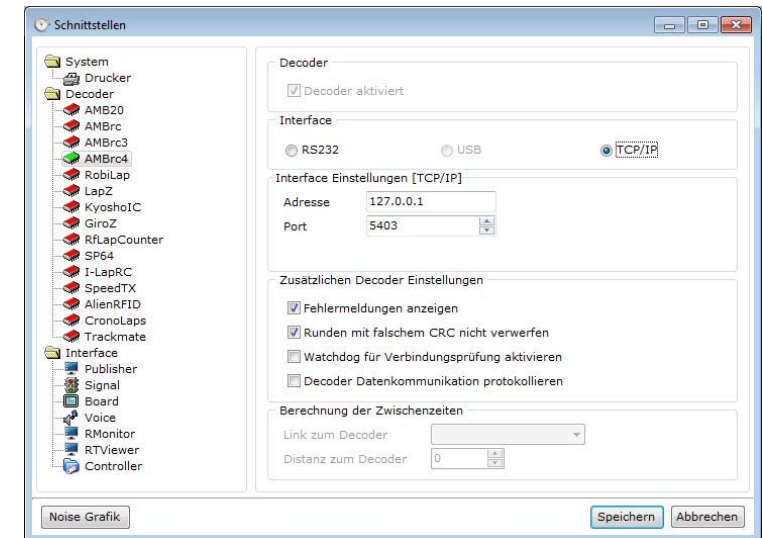 Schnittstellen
System
Drucker
Decoder
AMB20
AMBrc
AMBrc3
AMBrc4
RobiLap
LapZ
KyoshoIC
GiroZ
RfLapCounter
SP64
I-LapRC
SpeedTX
AlienRFID
CronoLaps
Trackmate
Interface
Publisher
Signal
Board
Voice
RMonitor
RTViewer
Controller
Decoder
Decoder aktiviert
Interface
RS232 USB TCP/IP
Interface Einstellungen [TCP/IP]
Adresse 127.0.0.1
Port 5403
Zusätzlichen Decoder Einstellungen
Fehlermeldungen anzeigen
Runden mit falschem CRC nicht verwerfen
Watchdog für Verbindungsprüfung aktivieren
Decoder Datenkommunikation protokollieren
Berechnung der Zwischenzeiten
Link zum Decoder
Distanz zum Decoder 0
Noise Grafik Speichern Abbrechen